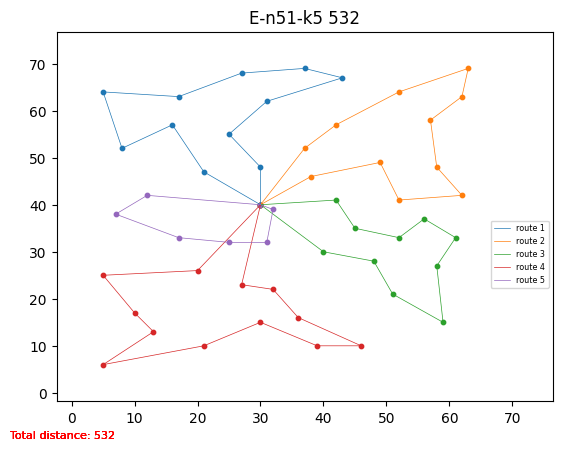 E-n51-k5 532
70
60
50
40
30
20
10
0
0 10 20 30 40 50 60 70
route 1
route 2
route 3
route 4
route 5
Total distance: 532